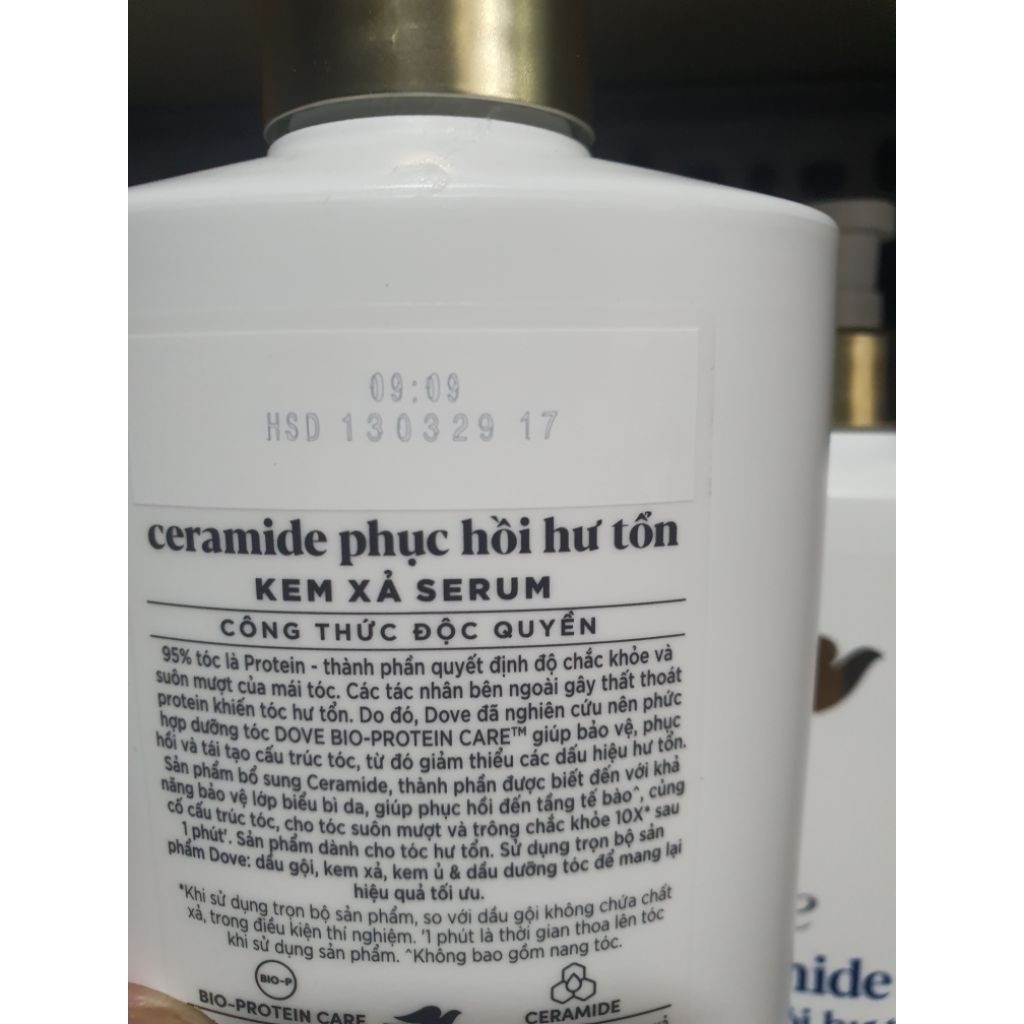 09:09
HSD 130329 17
ceramide phục hồi hư tổn
KEM XẢ SERUM
CÔNG THỨC ĐỘC QUYỀN
95% tóc là Protein - thành phần quyết định độ chắc khỏe và
suôn mượt của mái tóc. Các tác nhân bên ngoài gây thất thoát
protein khiến tóc hư tổn. Do đó, Dove đã nghiên cứu nên phức
hợp dưỡng tóc DOVE BIO-PROTEIN CARE™ giúp bảo vệ, phục
hồi và tái tạo cấu trúc tóc, từ đó giảm thiểu các dấu hiệu hư tổn.
Sản phẩm bổ sung Ceramide, thành phần được biết đến với khả
năng bảo vệ lớp biểu bì da, giúp phục hồi đến tầng tế bào^, củng
cố cấu trúc tóc, cho tóc suôn mượt và trông chắc khỏe 10X* sau
1 phút'. Sản phẩm dành cho tóc hư tổn. Sử dụng trọn bộ sản
phẩm Dove: dầu gội, kem xả, kem ủ & dầu dưỡng tóc để mang lại
hiệu quả tối ưu.
*Khi sử dụng trọn bộ sản phẩm, so với dầu gội không chứa chất
xả, trong điều kiện thí nghiệm. '1 phút là thời gian thoa lên tóc
khi sử dụng sản phẩm. ^Không bao gồm nang tóc.
BIO-P
BIO-PROTEIN CARE
CERAMIDE